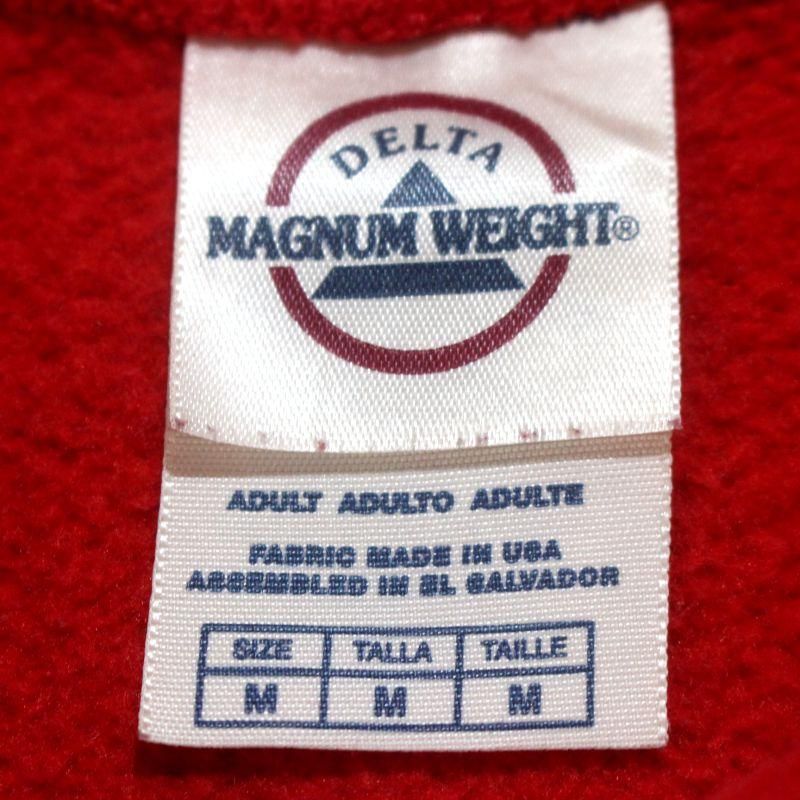 DELTA
MAGNUM WEIGHT®
ADULT ADULTO ADULTE
FABRIC MADE IN USA
ASSEMBLED IN EL SALVADOR
SIZE TALLA TAILLE
M M M